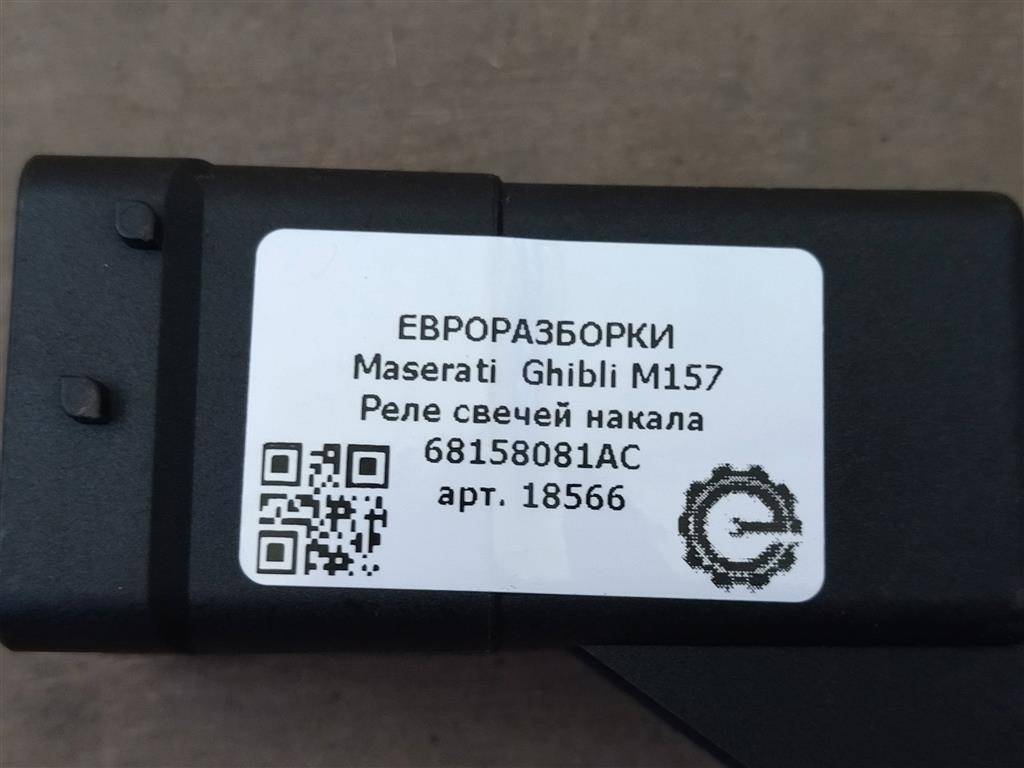 ЕВРОРАЗБОРКИ
Maserati Ghibli M157
Реле свечей накала
68158081AC
арт. 18566